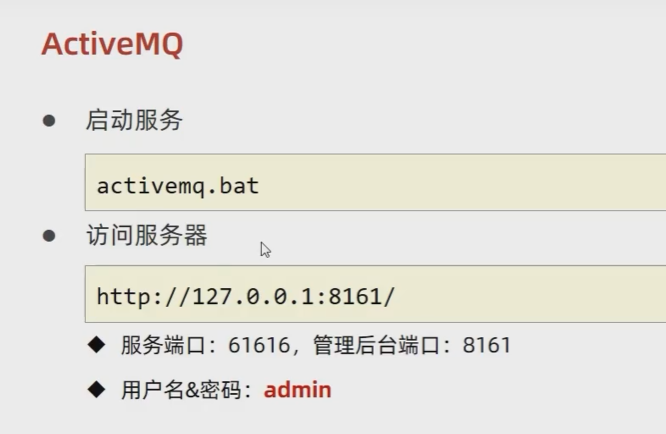 ActiveMQ
启动服务
activemq.bat
访问服务器
http://127.0.0.1:8161/
服务端口：61616，管理后台端口：8161
用户名&密码：admin